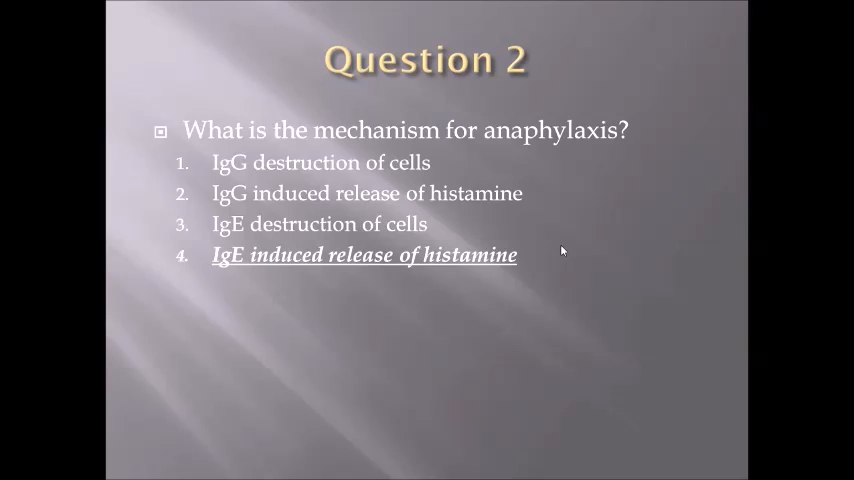 Question 2
What is the mechanism for anaphylaxis?
1. IgG destruction of cells
2. IgG induced release of histamine
3. IgE destruction of cells
4. IgE induced release of histamine